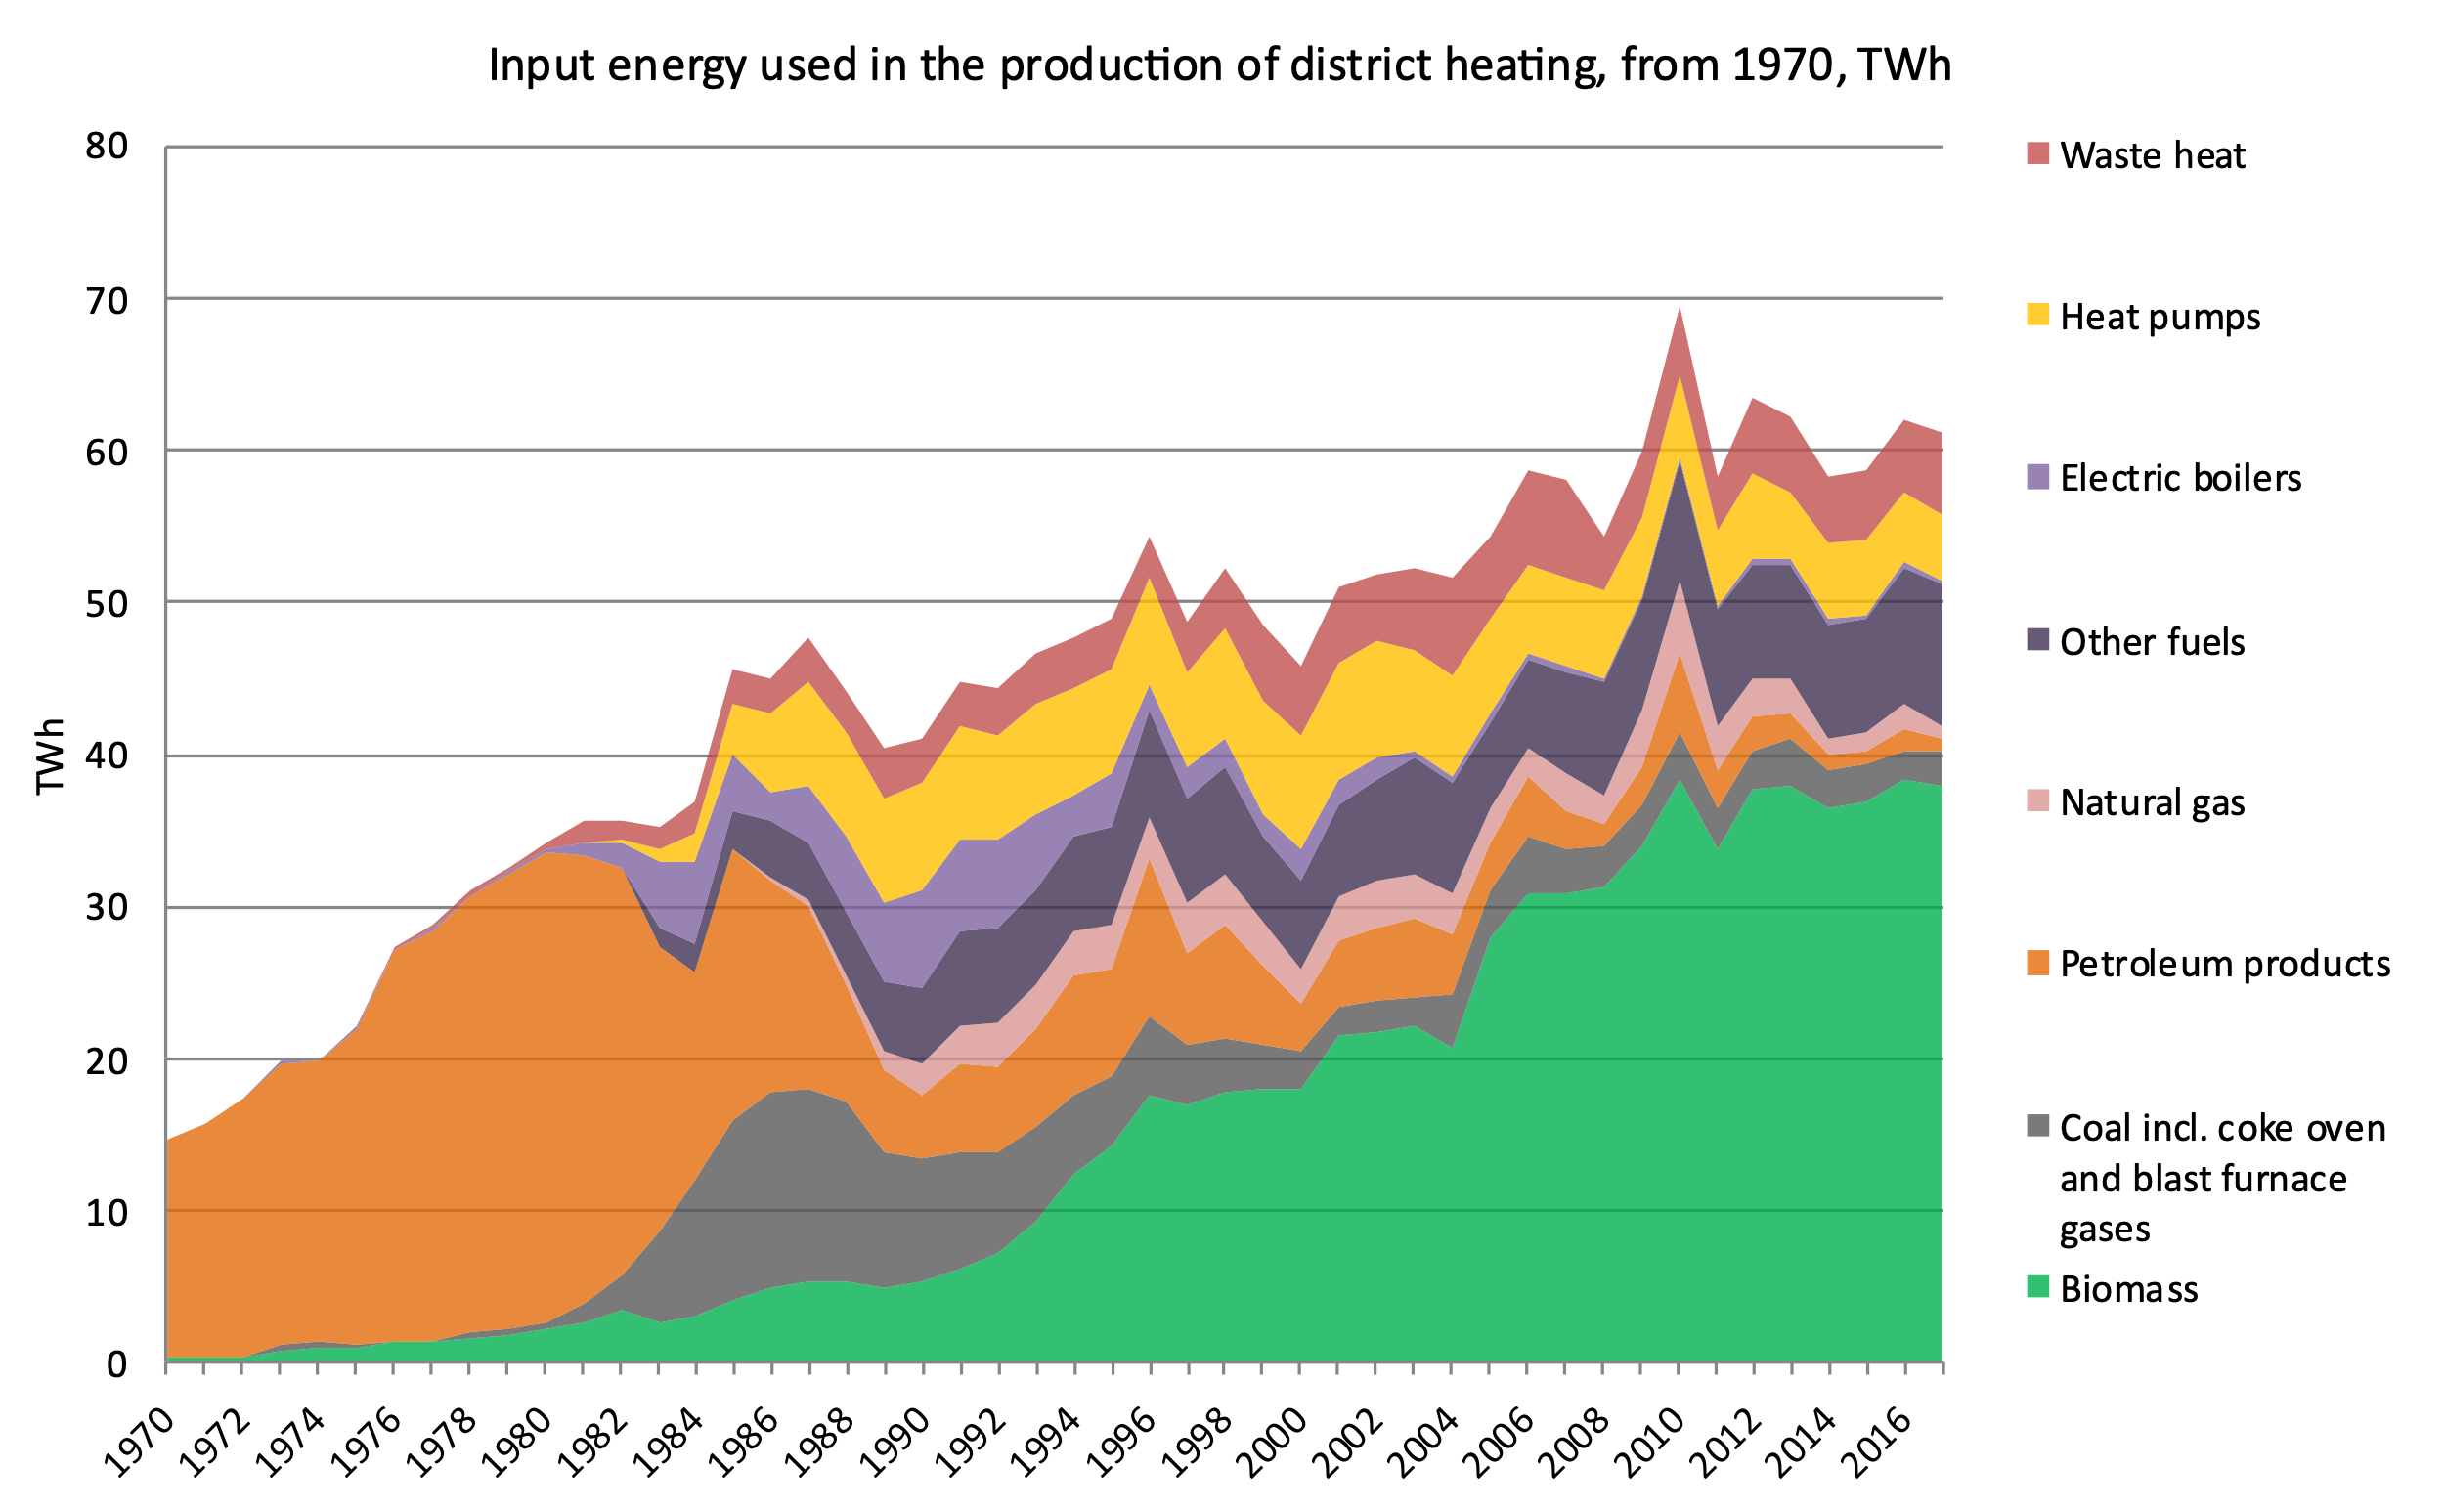 Input energy used in the production of district heating, from 1970, TWh
80
70
60
50
40
30
20
10
0
TWh
1970
1972
1974
1976
1978
1980
1982
1984
1986
1988
1990
1992
1994
1996
1998
2000
2002
2004
2006
2008
2010
2012
2014
2016
Waste heat
Heat pumps
Electric boilers
Other fuels
Natural gas
Petroleum products
Coal incl. coke oven
and blast furnace
gases
Biomass